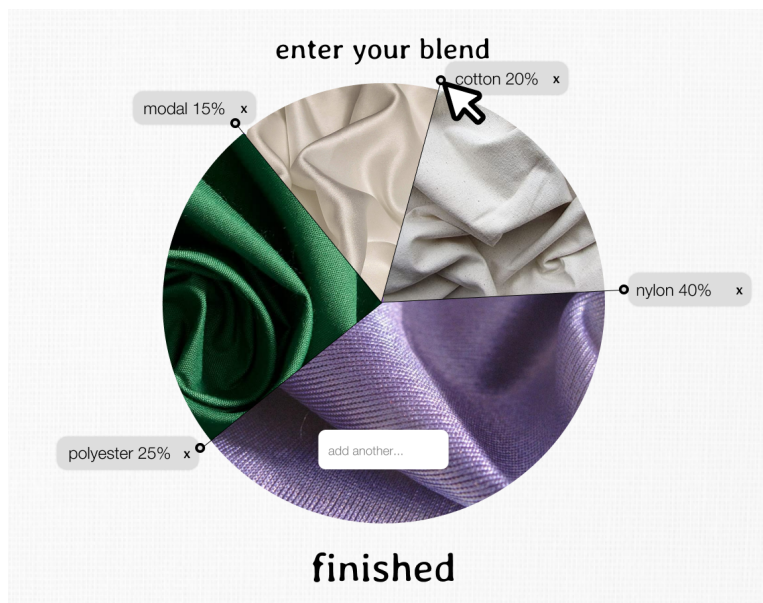 enter your blend
cotton 20% x
modal 15% x
nylon 40% x
polyester 25% x
add another...
finished